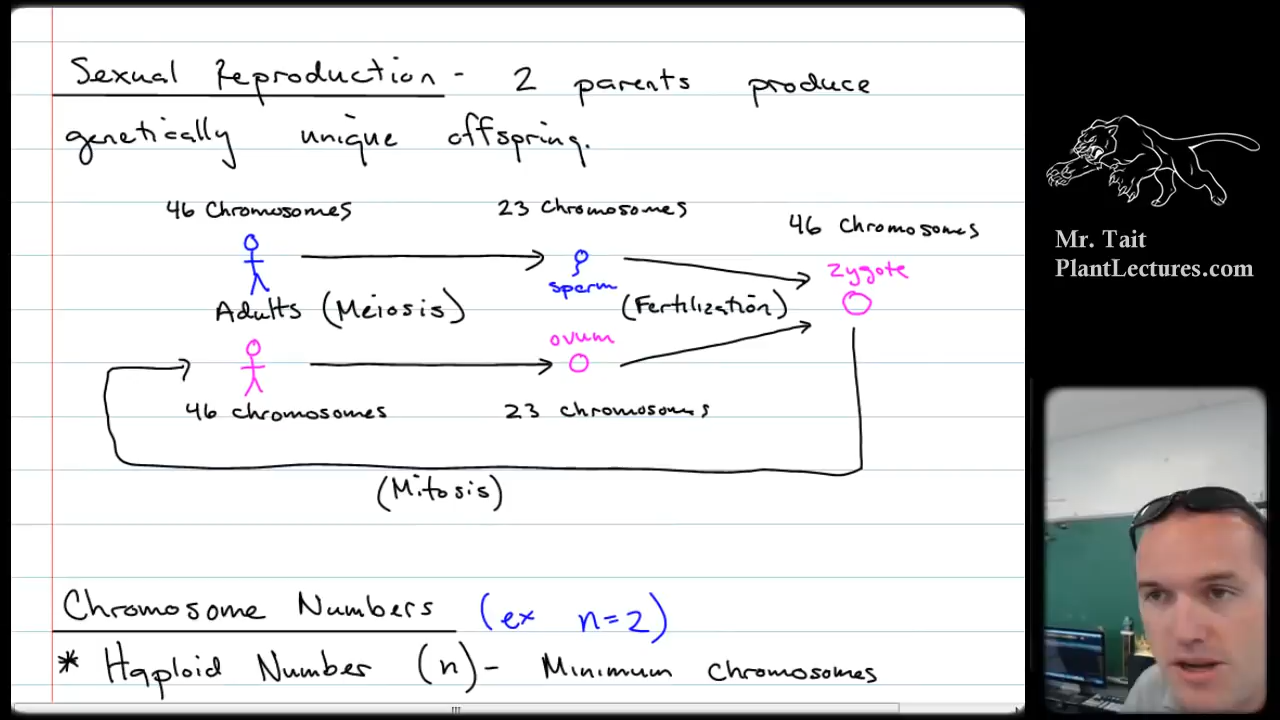 Sexual Reproduction - 2 parents produce
genetically unique offspring.
46 Chromosomes
23 Chromosomes
46 Chromosomes
zygote
sperm
Adults (Meiosis)
(Fertilization)
ovum
46 chromosomes
23 chromosomes
(Mitosis)
Chromosome Numbers (ex n=2)
* Haploid Number (n) - Minimum chromosomes
Mr. Tait
PlantLectures.com